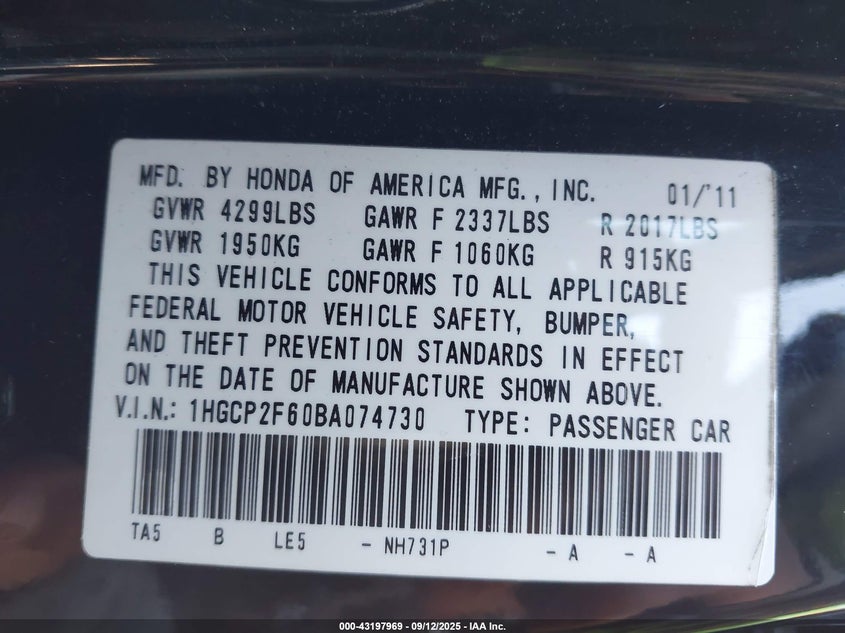 MFD. BY HONDA OF AMERICA MFG., INC. 01/'11
GVWR 4299LBS GAWR F 2337LBS R 2017LBS
GVWR 1950KG GAWR F 1060KG R 915KG
THIS VEHICLE CONFORMS TO ALL APPLICABLE
FEDERAL MOTOR VEHICLE SAFETY, BUMPER,
AND THEFT PREVENTION STANDARDS IN EFFECT
ON THE DATE OF MANUFACTURE SHOWN ABOVE.
V.I.N.: 1HGCP2F60BA074730 TYPE: PASSENGER CAR
TA5 B LE5 - NH731P - A - A
000-43197969 - 09/12/2025 - IAA Inc.